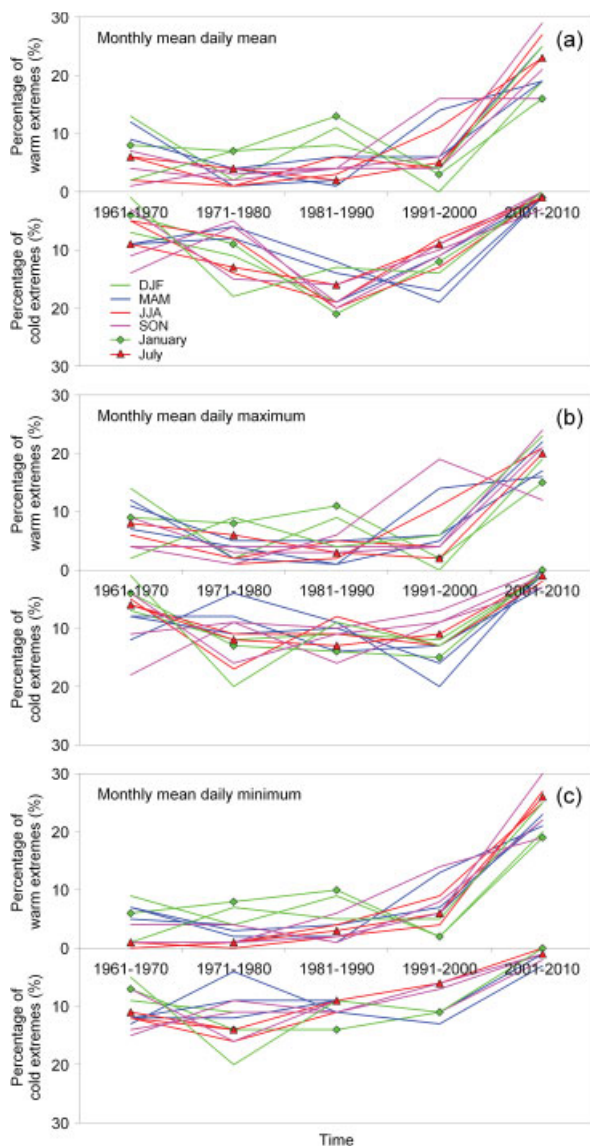 30
Monthly mean daily mean
(a)
Percentage of
warm extremes (%)
20
10
0
1961-1970 1971-1980 1981-1990 1991-2000 2001-2010
Percentage of
cold extremes (%)
10
20
30
DJF
MAM
JJA
SON
January
July
30
Monthly mean daily maximum
(b)
Percentage of
warm extremes (%)
20
10
0
1961-1970 1971-1980 1981-1990 1991-2000 2001-2010
Percentage of
cold extremes (%)
10
20
30
30
Monthly mean daily minimum
(c)
Percentage of
warm extremes (%)
20
10
0
1961-1970 1971-1980 1981-1990 1991-2000 2001-2010
Percentage of
cold extremes (%)
10
20
30
Time